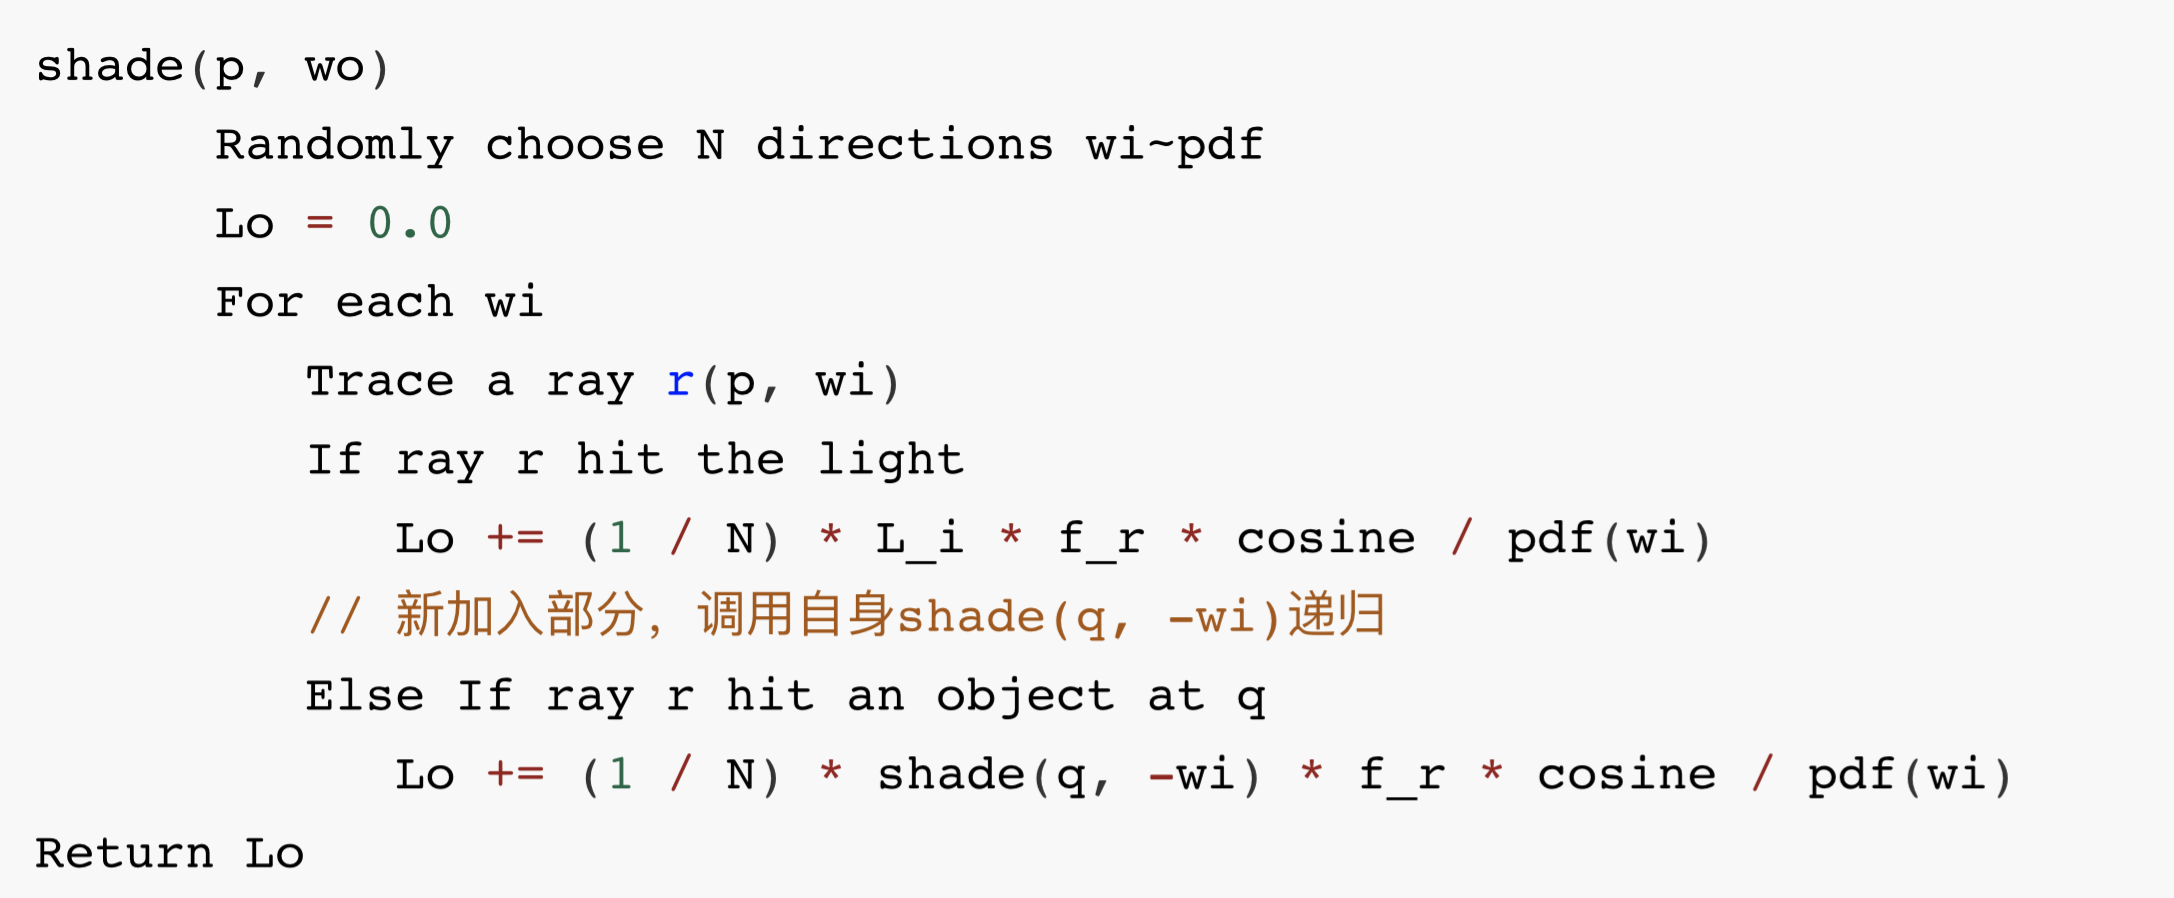 shade(p, wo)
Randomly choose N directions wi~pdf
Lo = 0.0
For each wi
Trace a ray r(p, wi)
If ray r hit the light
Lo += (1 / N) * L_i * f_r * cosine / pdf(wi)
// 新加入部分，调用自身shade(q, -wi)递归
Else If ray r hit an object at q
Lo += (1 / N) * shade(q, -wi) * f_r * cosine / pdf(wi)
Return Lo